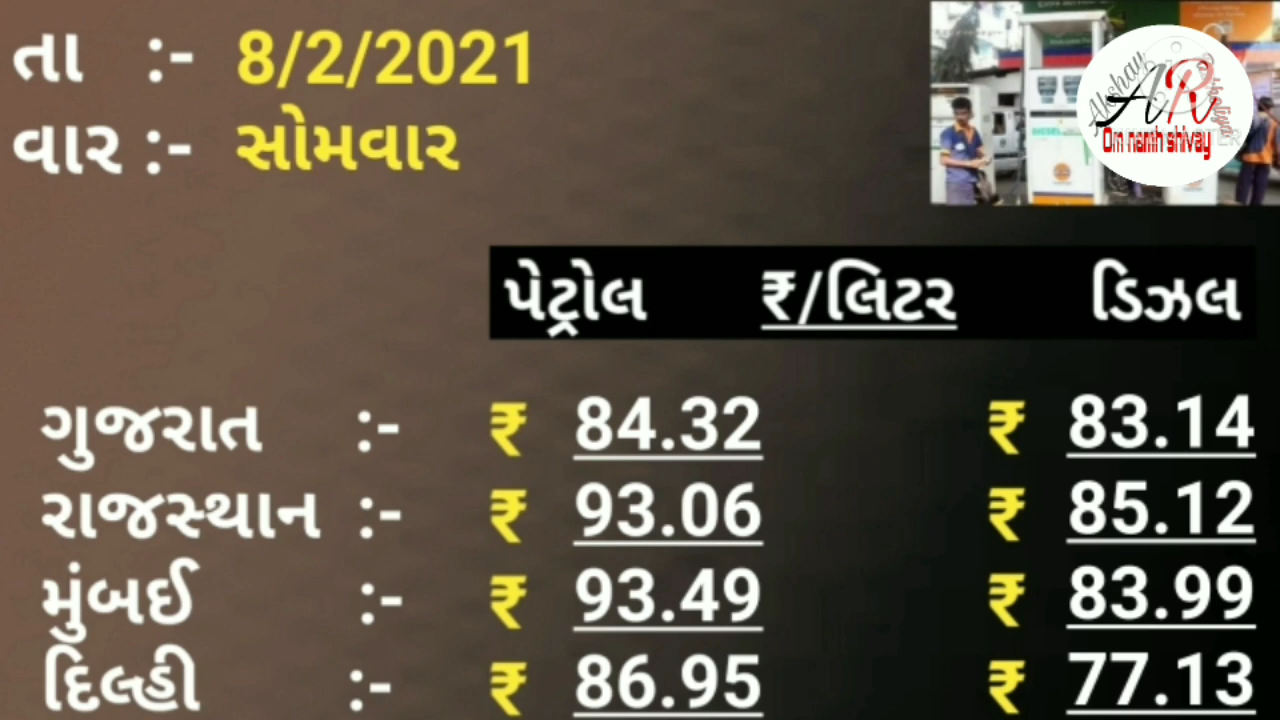 તા :- 8/2/2021
વાર :- સોમવાર
AR
Om namh shivay
પેટ્રોલ ₹/લિટર ડિઝલ
ગુજરાત :- ₹ 84.32 ₹ 83.14
રાજસ્થાન :- ₹ 93.06 ₹ 85.12
મુંબઈ :- ₹ 93.49 ₹ 83.99
દિલ્હી :- ₹ 86.95 ₹ 77.13